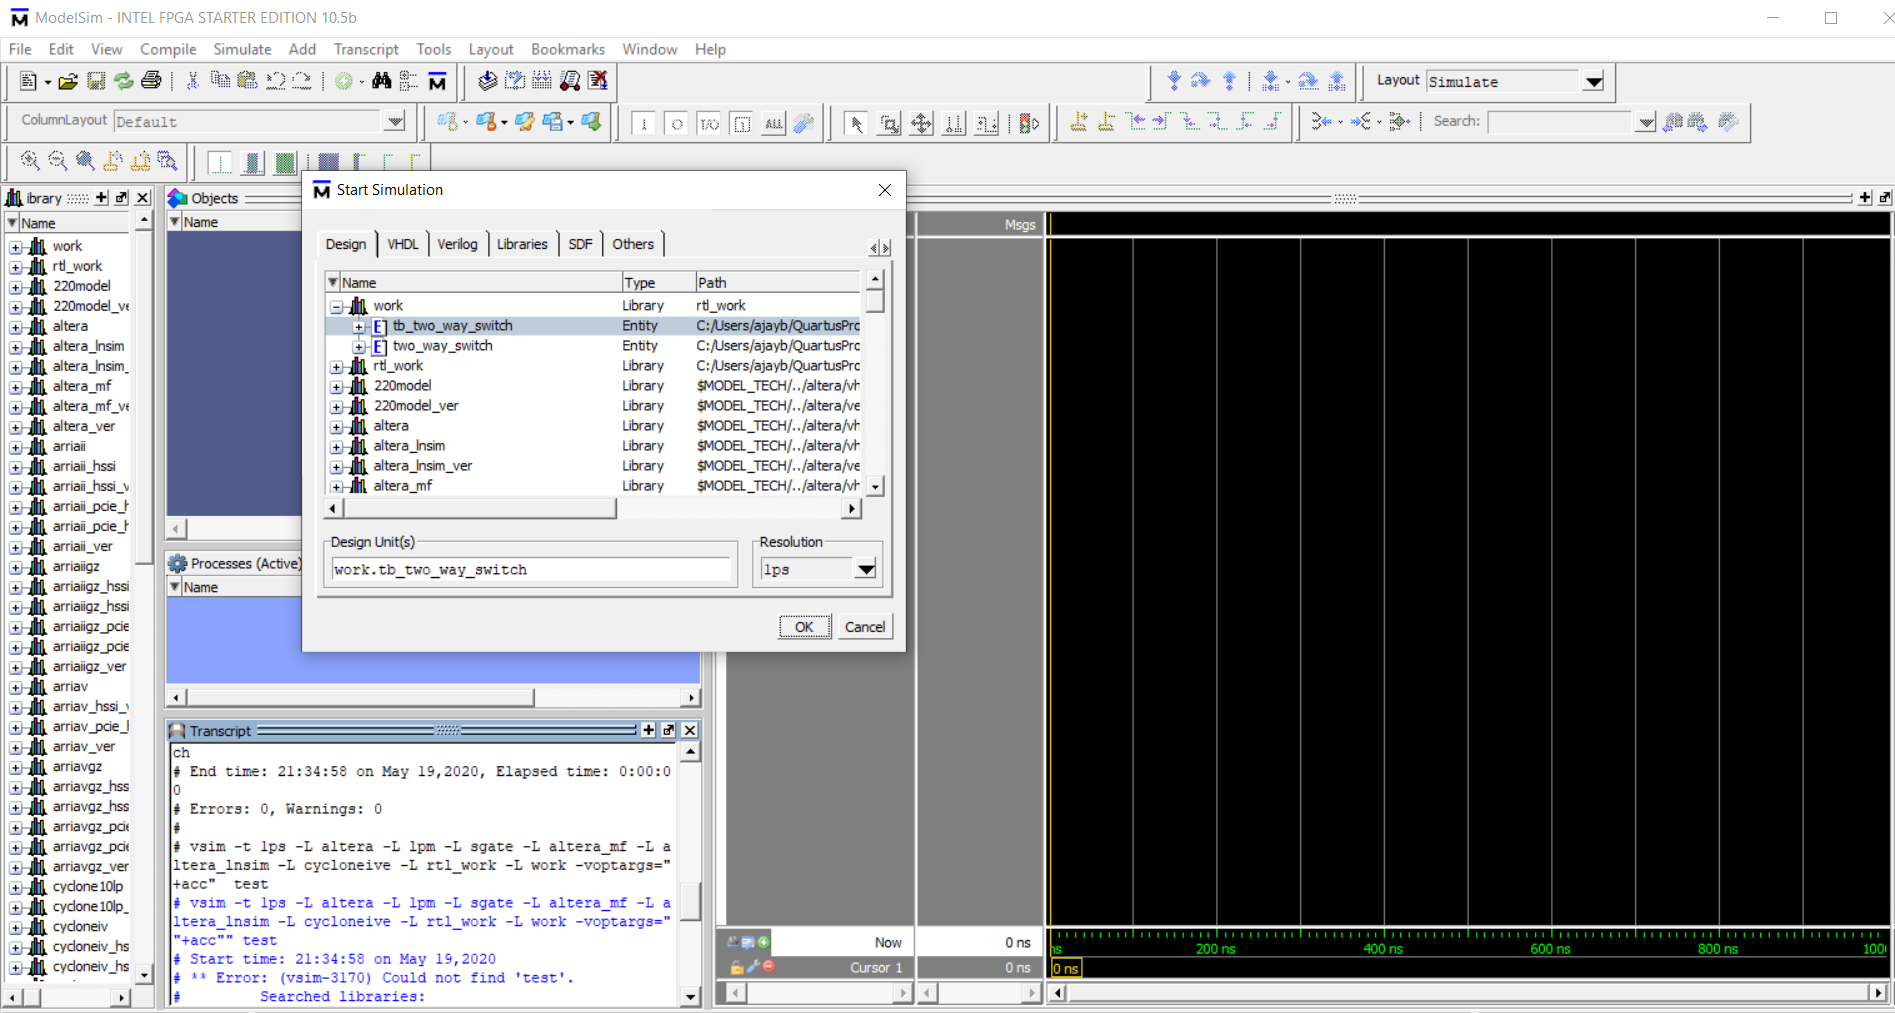 ModelSim - INTEL FPGA STARTER EDITION 10.5b
File Edit View Compile Simulate Add Transcript Tools Layout Bookmarks Window Help
Layout Simulate
ColumnLayout Default
ALL
Search:
ibrary
Name
work
rtl_work
220model
220model_ve
altera
altera_lnsim
altera_lnsim_
altera_mf
altera_mf_ve
altera_ver
arriaii
arriaii_hssi
arriaii_hssi_v
arriaii_pcie_h
arriaii_pcie_h
arriaii_ver
arriaiigz
arriaiigz_hssi
arriaiigz_hssi
arriaiigz_pcie
arriaiigz_pcie
arriaiigz_ver
arriav
arriav_hssi_v
arriav_pcie_l
arriav_ver
arriavgz
arriavgz_hss
arriavgz_hss
arriavgz_pcie
arriavgz_pcie
arriavgz_ver
cyclone10lp
cyclone10lp_
cycloneiv
cycloneiv_hs
cycloneiv_hs
Objects
Name
Processes (Active)
Name
Start Simulation
Design VHDL Verilog Libraries SDF Others
Name Type Path
work Library rtl_work
tb_two_way_switch Entity C:/Users/ajayb/QuartusPro
two_way_switch Entity C:/Users/ajayb/QuartusPro
rtl_work Library C:/Users/ajayb/QuartusPro
220model Library $MODEL_TECH/../altera/vh
220model_ver Library $MODEL_TECH/../altera/ve
altera Library $MODEL_TECH/../altera/vh
altera_lnsim Library $MODEL_TECH/../altera/vh
altera_lnsim_ver Library $MODEL_TECH/../altera/ve
altera_mf Library $MODEL_TECH/../altera/vh
Design Unit(s)
work.tb_two_way_switch
Resolution
1ps
OK Cancel
Transcript
ch
# End time: 21:34:58 on May 19,2020, Elapsed time: 0:00:0
0
# Errors: 0, Warnings: 0
#
# vsim -t 1ps -L altera -L lpm -L sgate -L altera_mf -L a
ltera_lnsim -L cycloneive -L rtl_work -L work -voptargs="
+acc" test
# vsim -t 1ps -L altera -L lpm -L sgate -L altera_mf -L a
ltera_lnsim -L cycloneive -L rtl_work -L work -voptargs="
"+acc"" test
# Start time: 21:34:58 on May 19,2020
# ** Error: (vsim-3170) Could not find 'test'.
# Searched libraries:
Msgs
Now 0 ns
Cursor 1 0 ns
ns 200 ns 400 ns 600 ns 800 ns 100
0 ns